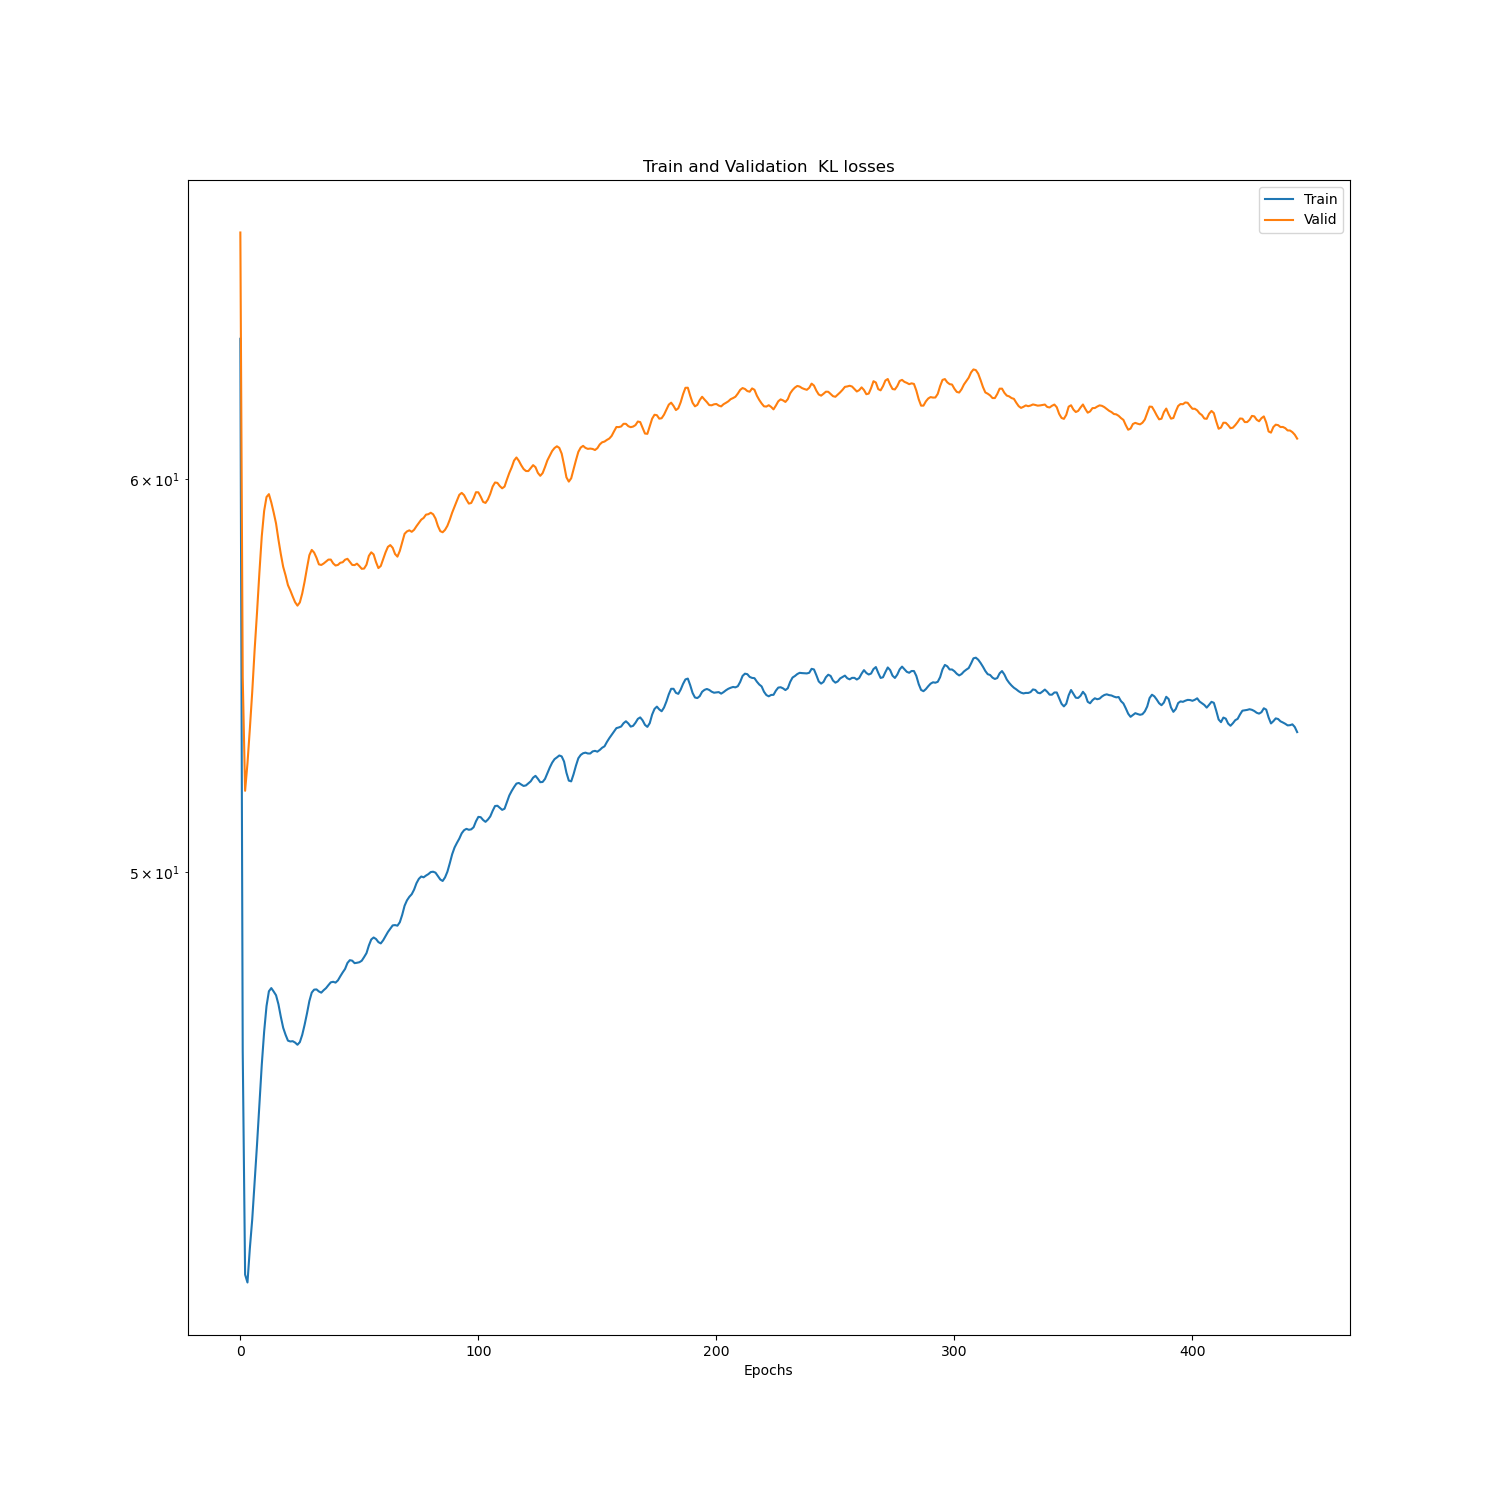 Train and Validation  KL losses
Train
Valid
6 × 10¹
5 × 10¹
0 100 200 300 400
Epochs